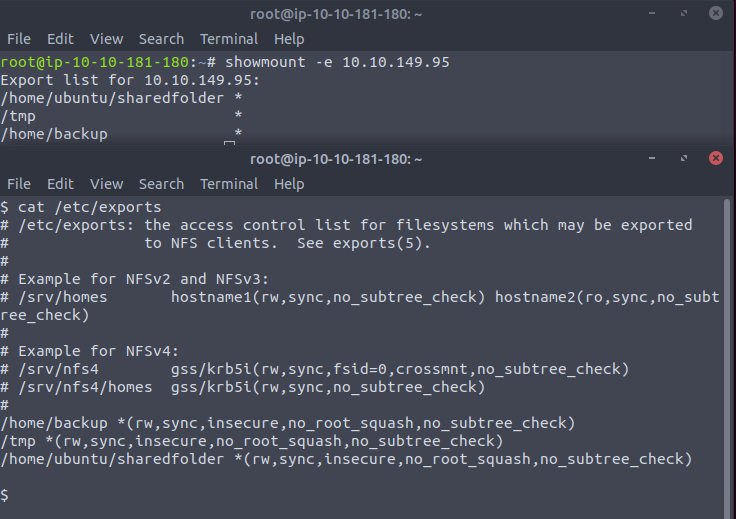 root@ip-10-10-181-180: ~
File Edit View Search Terminal Help
root@ip-10-10-181-180:~# showmount -e 10.10.149.95
Export list for 10.10.149.95:
/home/ubuntu/sharedfolder *
/tmp                      *
/home/backup              *
root@ip-10-10-181-180: ~
File Edit View Search Terminal Help
$ cat /etc/exports
# /etc/exports: the access control list for filesystems which may be exported
#               to NFS clients.  See exports(5).
#
# Example for NFSv2 and NFSv3:
# /srv/homes       hostname1(rw,sync,no_subtree_check) hostname2(ro,sync,no_subt
ree_check)
#
# Example for NFSv4:
# /srv/nfs4        gss/krb5i(rw,sync,fsid=0,crossmnt,no_subtree_check)
# /srv/nfs4/homes  gss/krb5i(rw,sync,no_subtree_check)
#
/home/backup *(rw,sync,insecure,no_root_squash,no_subtree_check)
/tmp *(rw,sync,insecure,no_root_squash,no_subtree_check)
/home/ubuntu/sharedfolder *(rw,sync,insecure,no_root_squash,no_subtree_check)
$